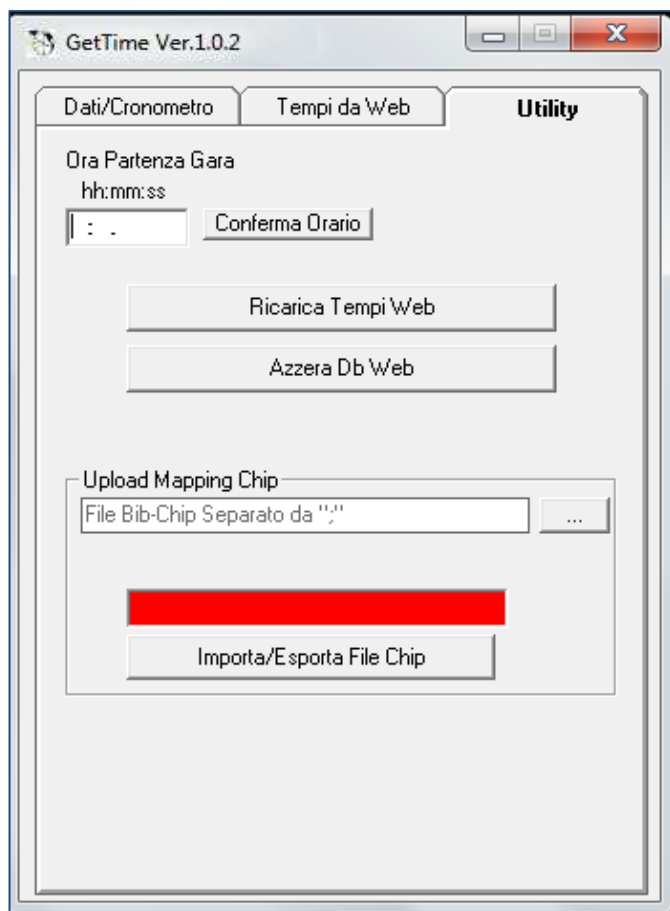 GetTime Ver.1.0.2
Dati/Cronometro Tempi da Web Utility
Ora Partenza Gara
hh:mm:ss
: . Conferma Orario
Ricarica Tempi Web
Azzera Db Web
Upload Mapping Chip
File Bib-Chip Separato da ";" ...
Importa/Esporta File Chip